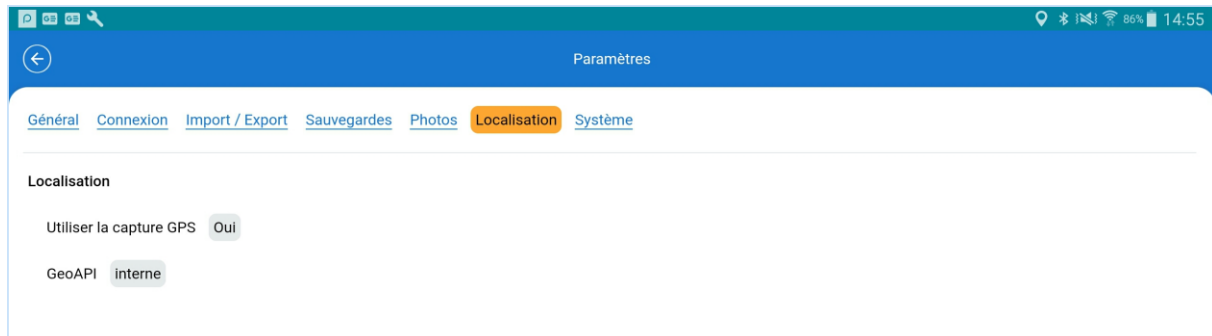 86% 14:55
Paramètres
Général Connexion Import / Export Sauvegardes Photos Localisation Système
Localisation
Utiliser la capture GPS Oui
GeoAPI interne